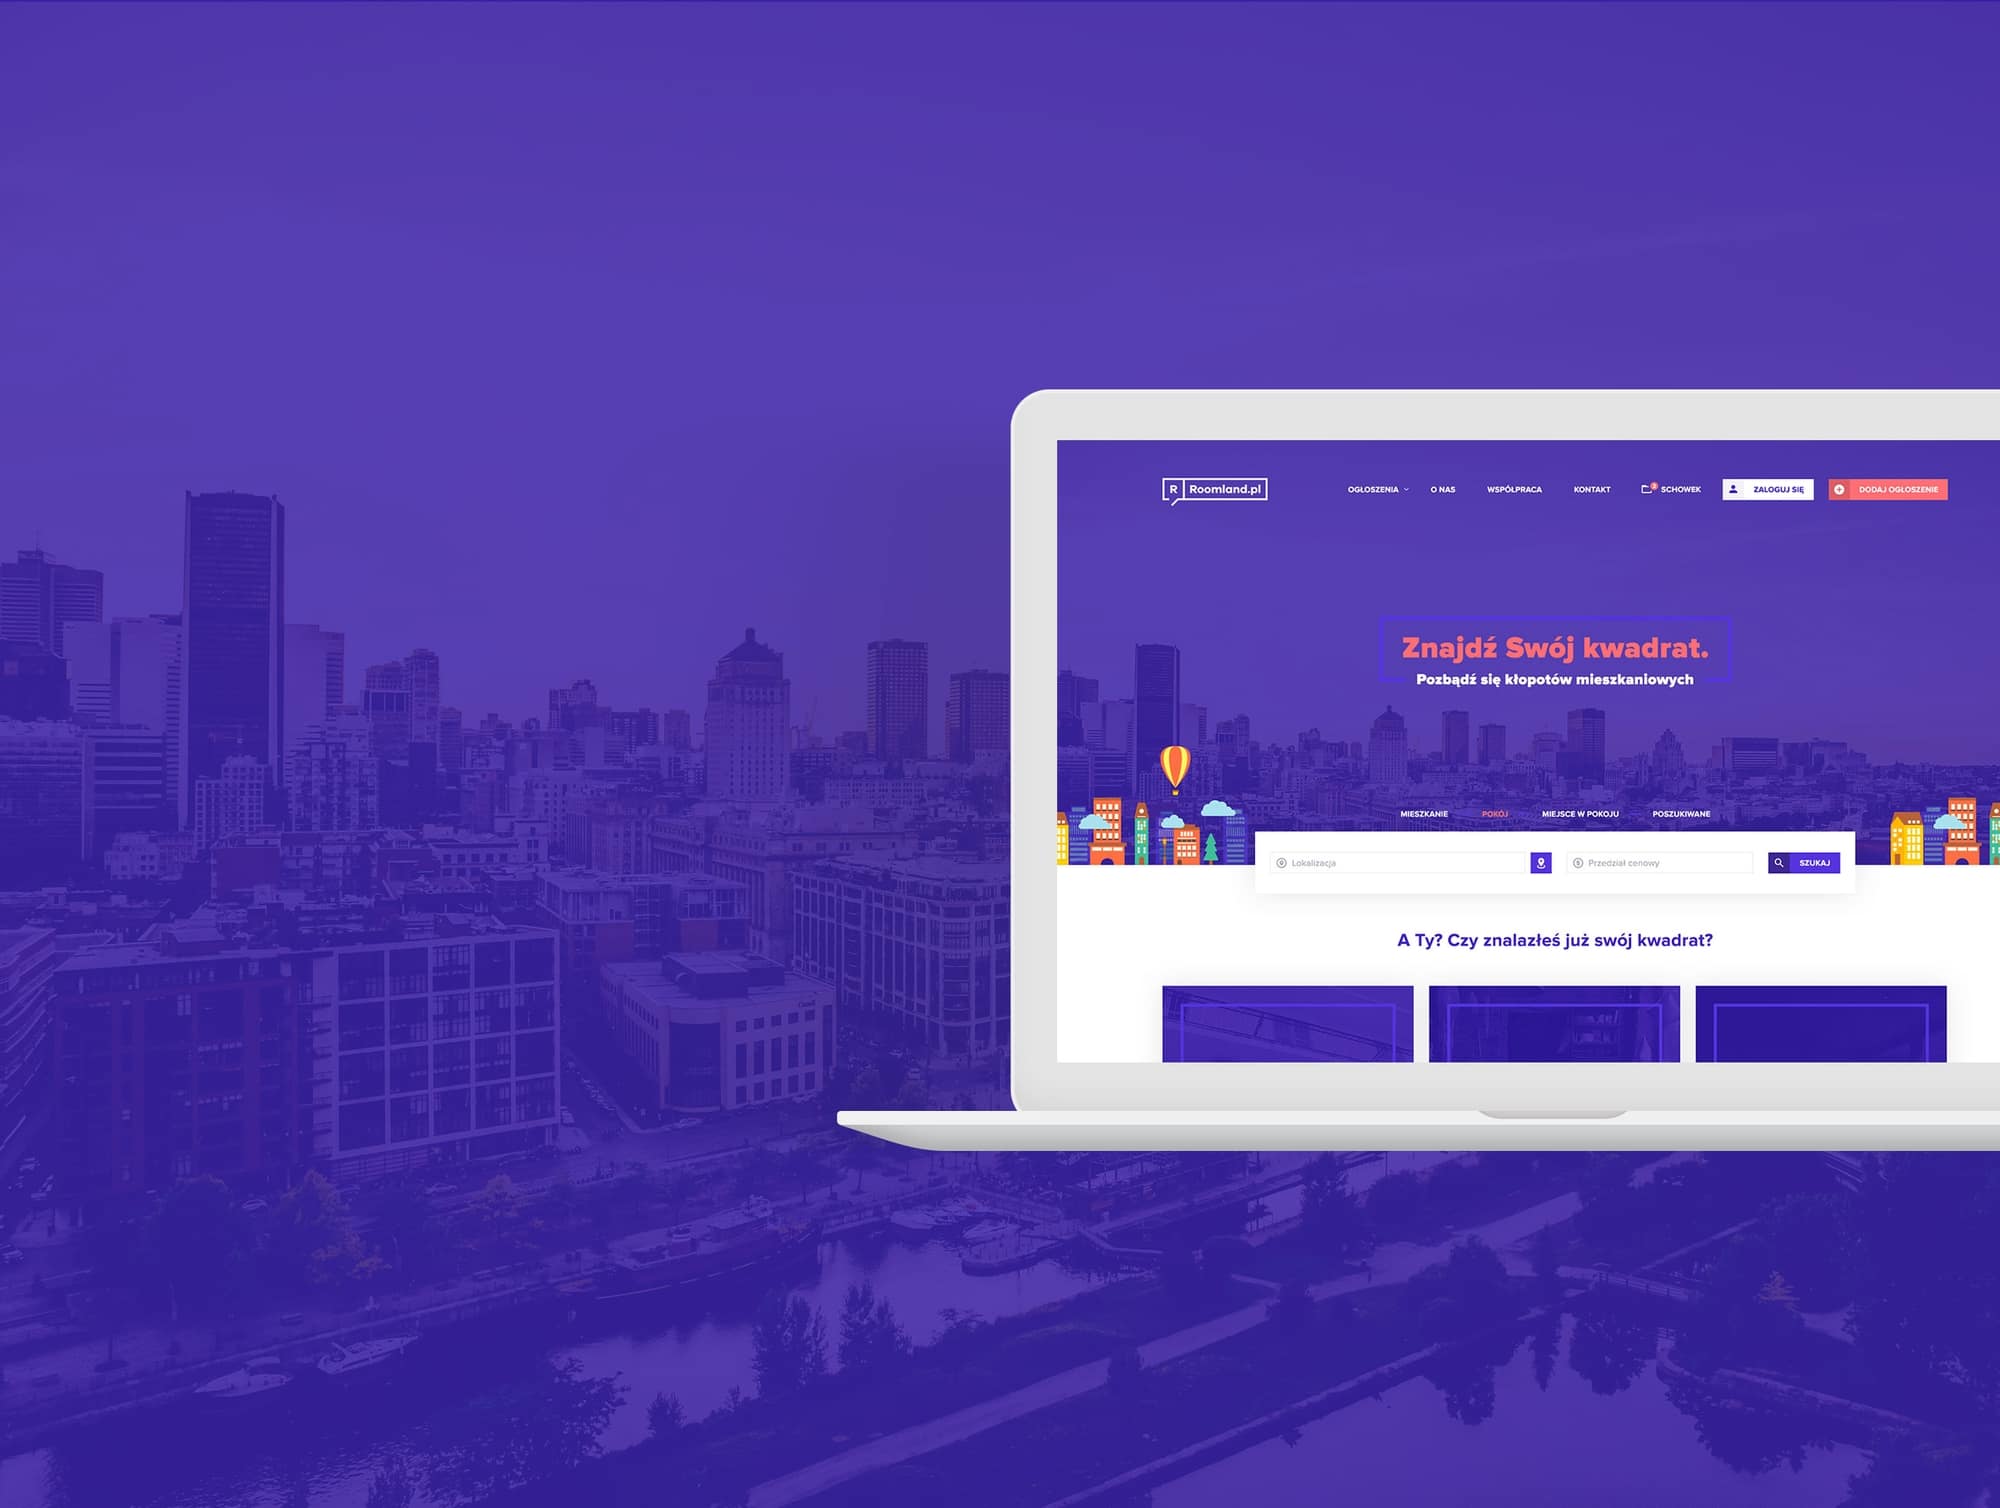 R Roomland.pl
OGŁOSZENIA O NAS WSPÓŁPRACA KONTAKT SCHOWEK ZALOGUJ SIĘ DODAJ OGŁOSZENIE
Znajdź Swój kwadrat.
Pozbądź się kłopotów mieszkaniowych
MIESZKANIE POKÓJ MIEJSCE W POKOJU POSZUKIWANE
Lokalizacja Przedział cenowy SZUKAJ
A Ty? Czy znalazłeś już swój kwadrat?
Canada